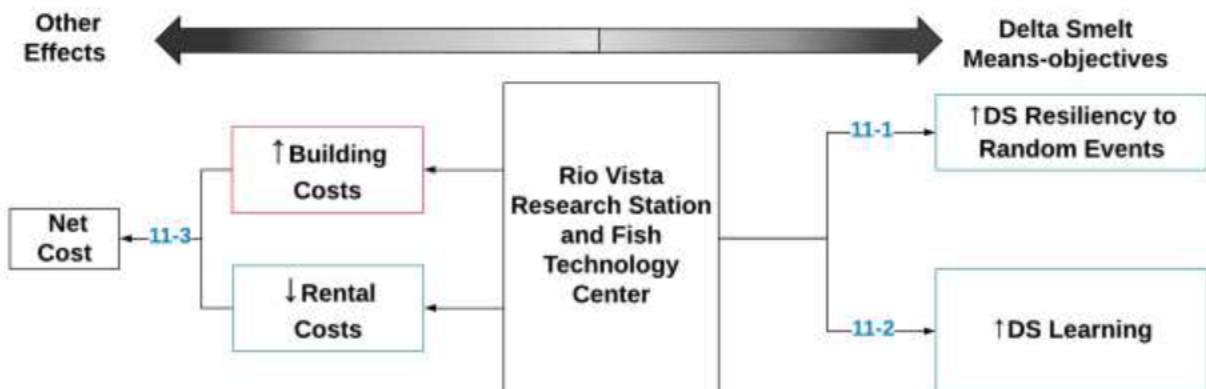 Other
Effects
Delta Smelt
Means-objectives
↑Building
Costs
Net
Cost
11-3
↓Rental
Costs
Rio Vista
Research Station
and Fish
Technology
Center
11-1
↑DS Resiliency to
Random Events
11-2
↑DS Learning